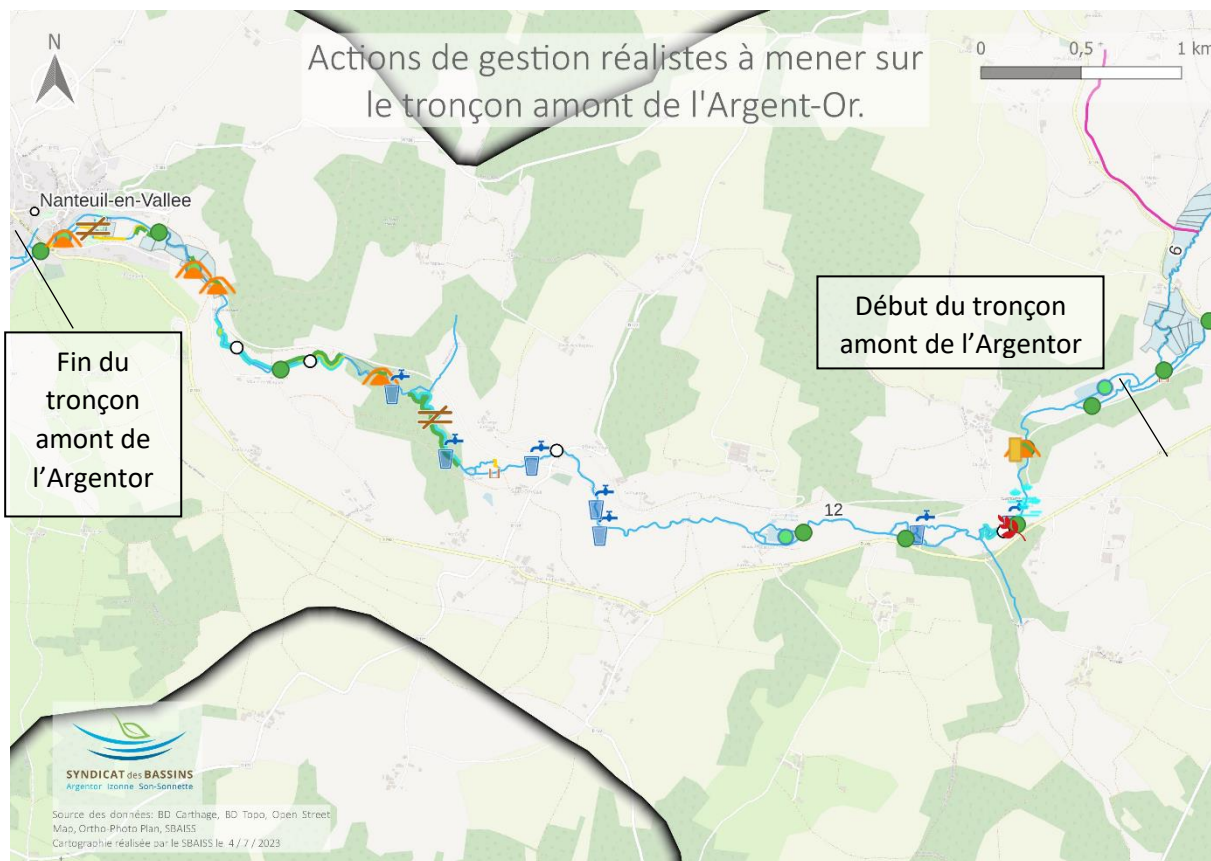 Actions de gestion réalistes à mener sur
le tronçon amont de l'Argent-Or.
N
0 0,5 1 km
Nanteuil-en-Vallee
Début du tronçon
amont de l’Argentor
Fin du
tronçon
amont de
l’Argentor
6
12
SYNDICAT des BASSINS
Argentor Izonne Son-Sonnette
Source des données: BD Carthage, BD Topo, Open Street
Map, Ortho-Photo Plan, SBAISS
Cartographie réalisée par le SBAISS le 4 / 7 / 2023